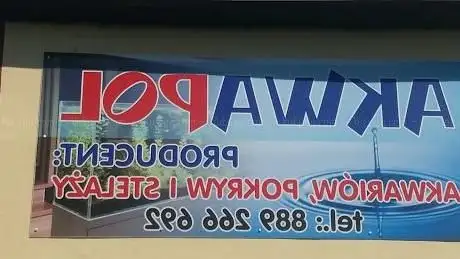 AKWAPOL
PRODUCENT:
AKWARIÓW, POKRYW I STELAŻY
tel.: 889 266 692